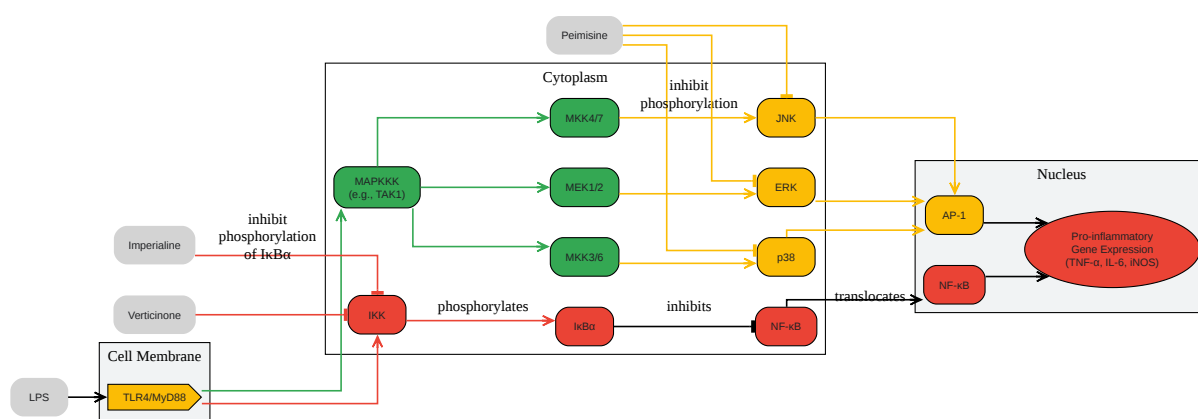 Peimisine
Cytoplasm
inhibit
phosphorylation
MKK4/7
JNK
MAPKKK
(e.g., TAK1)
MEK1/2
ERK
Nucleus
AP-1
inhibit
phosphorylation
of IκBα
Imperialine
MKK3/6
p38
Pro-inflammatory
Gene Expression
(TNF-α, IL-6, iNOS)
NF-κB
translocates
Verticinone
IKK
phosphorylates
IκBα
inhibits
NF-κB
Cell Membrane
LPS
TLR4/MyD88